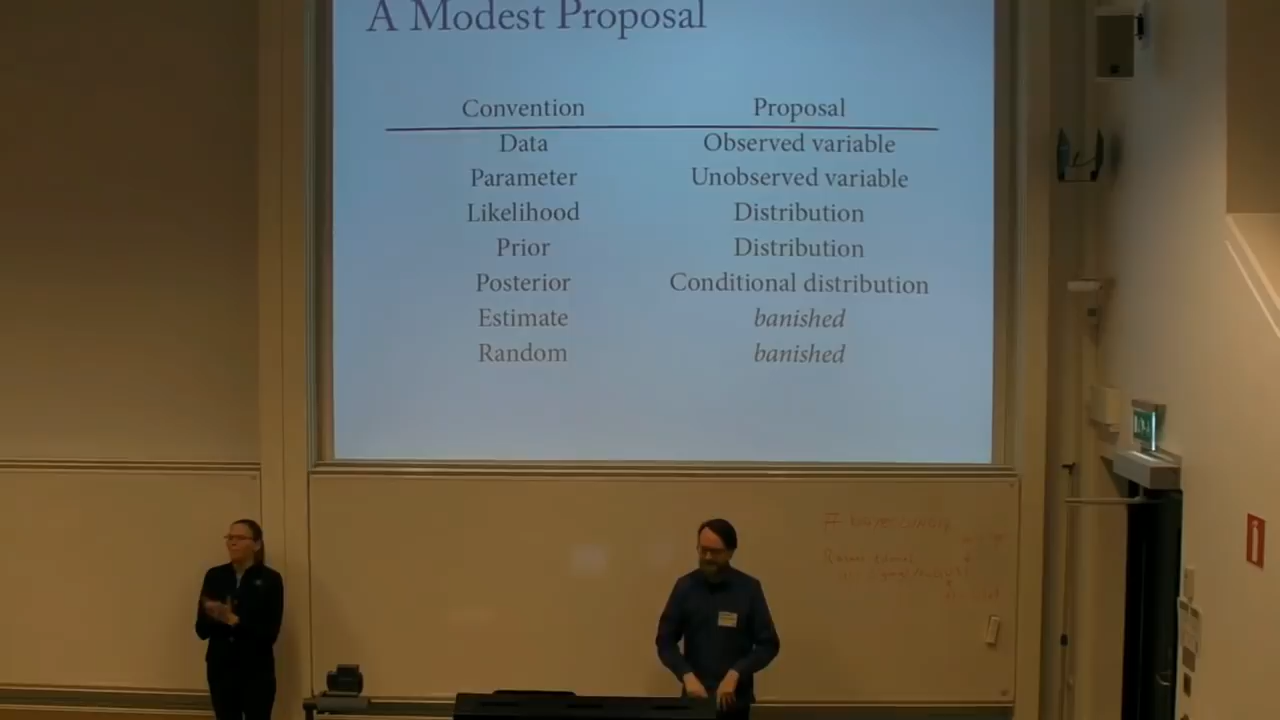 A Modest Proposal
Convention Proposal
Data Observed variable
Parameter Unobserved variable
Likelihood Distribution
Prior Distribution
Posterior Conditional distribution
Estimate banished
Random banished